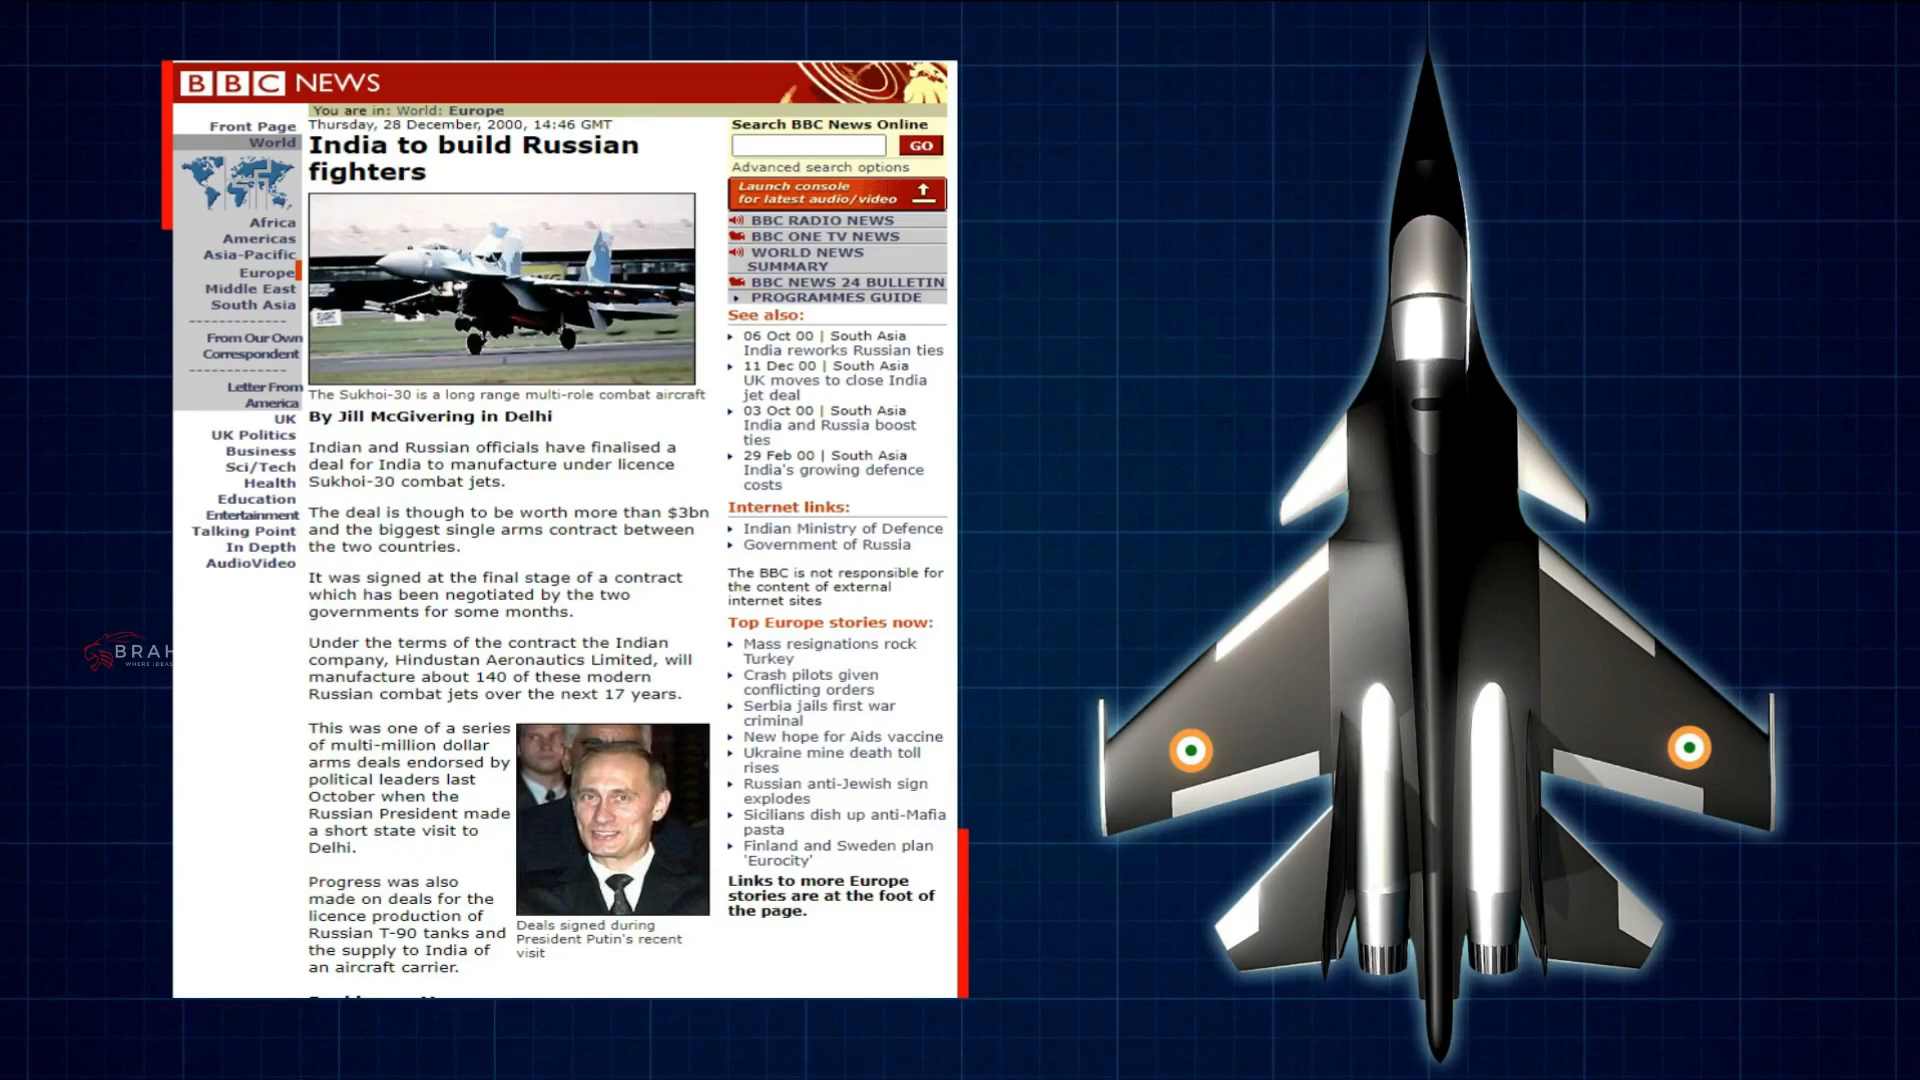 BBC NEWS
You are in: World: Europe
Front Page
World
Africa
Americas
Asia-Pacific
Europe
Middle East
South Asia
-------------
From Our Own
Correspondent
-------------
Letter From
America
UK
UK Politics
Business
Sci/Tech
Health
Education
Entertainment
Talking Point
In Depth
AudioVideo
Thursday, 28 December, 2000, 14:46 GMT
India to build Russian
fighters
FLIGHT
The Sukhoi-30 is a long range multi-role combat aircraft
By Jill McGivering in Delhi
Indian and Russian officials have finalised a
deal for India to manufacture under licence
Sukhoi-30 combat jets.
The deal is though to be worth more than $3bn
and the biggest single arms contract between
the two countries.
It was signed at the final stage of a contract
which has been negotiated by the two
governments for some months.
Under the terms of the contract the Indian
company, Hindustan Aeronautics Limited, will
manufacture about 140 of these modern
Russian combat jets over the next 17 years.
This was one of a series
of multi-million dollar
arms deals endorsed by
political leaders last
October when the
Russian President made
a short state visit to
Delhi.
Progress was also
made on deals for the
licence production of
Russian T-90 tanks and
the supply to India of
an aircraft carrier.
Deals signed during
President Putin's recent
visit
Search BBC News Online
GO
Advanced search options
Launch console
for latest audio/video
BBC RADIO NEWS
BBC ONE TV NEWS
WORLD NEWS
SUMMARY
BBC NEWS 24 BULLETIN
PROGRAMMES GUIDE
See also:
06 Oct 00 | South Asia
India reworks Russian ties
11 Dec 00 | South Asia
UK moves to close India
jet deal
03 Oct 00 | South Asia
India and Russia boost
ties
29 Feb 00 | South Asia
India's growing defence
costs
Internet links:
Indian Ministry of Defence
Government of Russia
The BBC is not responsible for
the content of external
internet sites
Top Europe stories now:
Mass resignations rock
Turkey
Crash pilots given
conflicting orders
Serbia jails first war
criminal
New hope for Aids vaccine
Ukraine mine death toll
rises
Russian anti-Jewish sign
explodes
Sicilians dish up anti-Mafia
pasta
Finland and Sweden plan
'Eurocity'
Links to more Europe
stories are at the foot of
the page.
BRAH
WHERE IDEAS